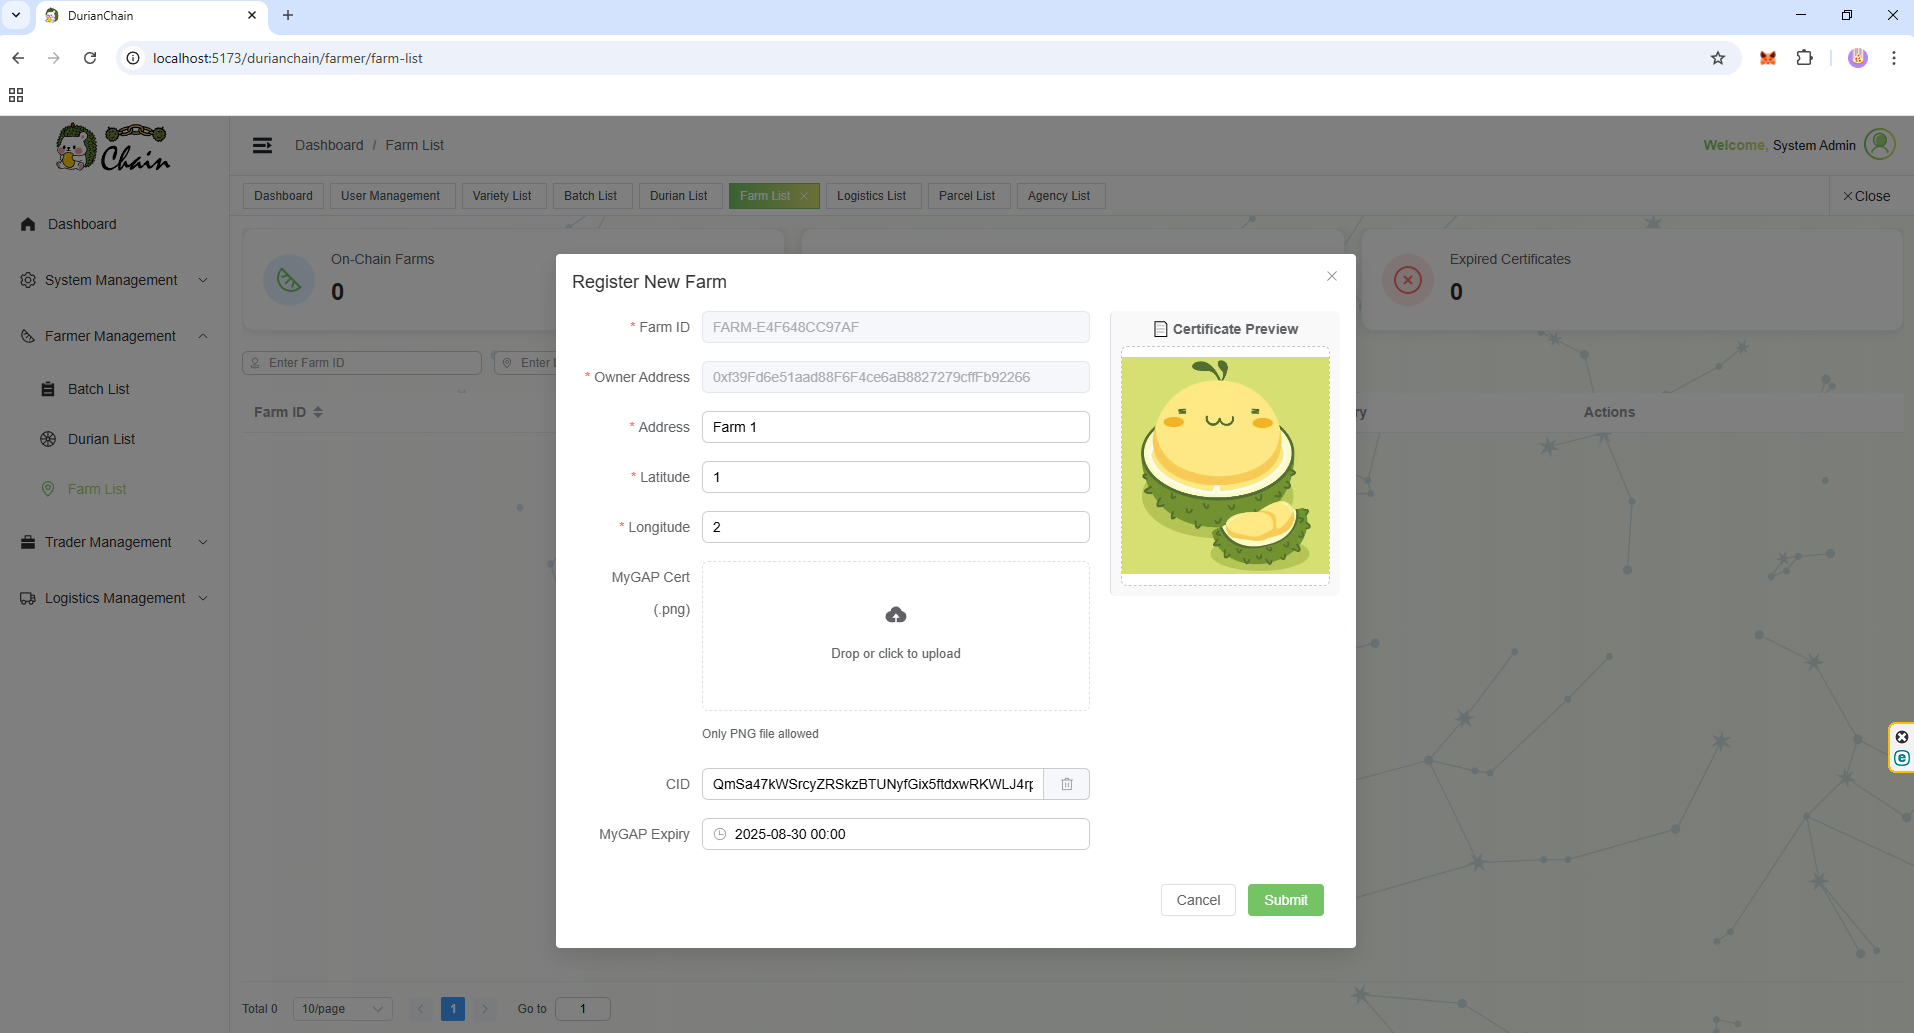 DurianChain
localhost:5173/durianchain/farmer/farm-list
Chain
Dashboard / Farm List
Welcome, System Admin
Dashboard
User Management
Variety List
Batch List
Durian List
Farm List
Logistics List
Parcel List
Agency List
Close
Dashboard
System Management
Farmer Management
Batch List
Durian List
Farm List
Trader Management
Logistics Management
On-Chain Farms
0
Expired Certificates
0
Enter Farm ID
Enter
Farm ID
Actions
Register New Farm
* Farm ID FARM-E4F648CC97AF
* Owner Address 0xf39Fd6e51aad88F6F4ce6aB8827279cffFb92266
* Address Farm 1
* Latitude 1
* Longitude 2
MyGAP Cert
(.png)
Drop or click to upload
Only PNG file allowed
CID QmSa47kWSrcyZRSkzBTUNyfGix5ftdxwRKWLJ4rp
MyGAP Expiry 2025-08-30 00:00
Certificate Preview
Cancel
Submit
Total 0
10/page
1
Go to
1